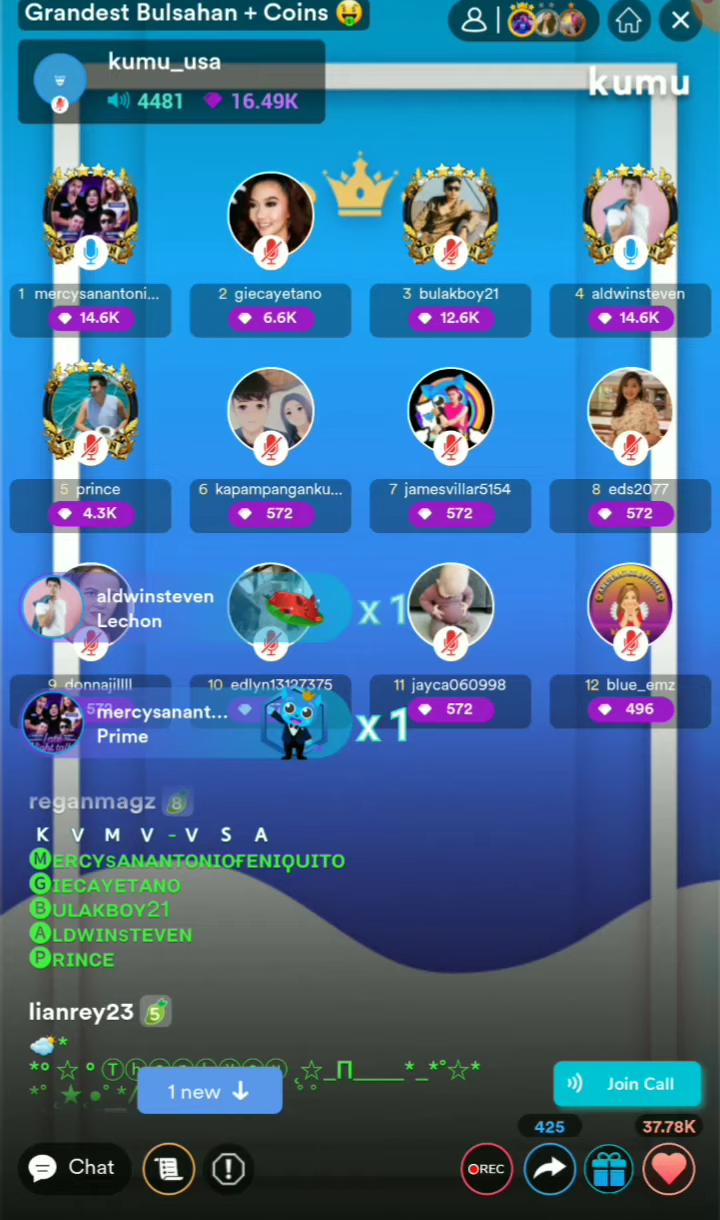 Grandest Bulsahan + Coins 🤑
kumu_usa
4481 16.49K
kumu
1 mercysanantoni... 2 giecayetano 3 bulakboy21 4 aldwinsteven
14.6K 6.6K 12.6K 14.6K
5 prince 6 kapampanganku... 7 jamesvillar5154 8 eds2077
4.3K 572 572 572
aldwinsteven
Lechon
x 1
9 donnajillll 10 edlyn13127375 11 jayca060998 12 blue_emz
572 572 496
mercysanant...
Prime
x 1
reganmagz 8
K V M V - V S A
MERCYSANANTONIOFENIQUITO
GIECAYETANO
BULAKBOY21
ALDWINSTEVEN
PRINCE
lianrey23 5
1 new ↓
Join Call
425 37.78K
Chat
REC